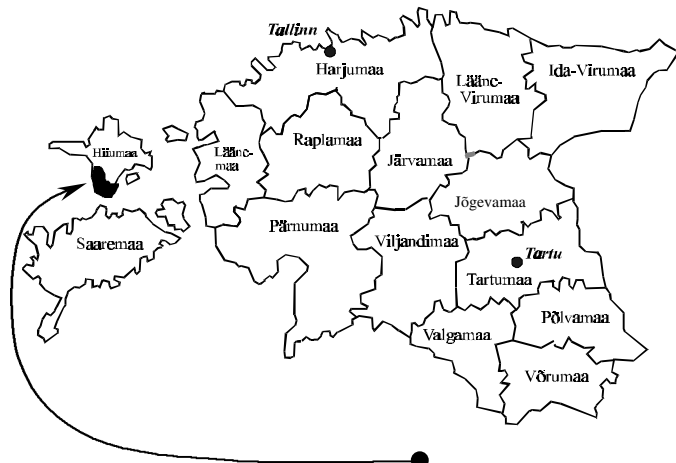 Tallinn
Harjumaa
Lääne-
Virumaa
Ida-Virumaa
Hiiumaa
Lääne-
maa
Raplamaa
Järvamaa
Jõgevamaa
Saaremaa
Pärnumaa
Viljandimaa
Tartu
Tartumaa
Valgamaa
Põlvamaa
Võrumaa